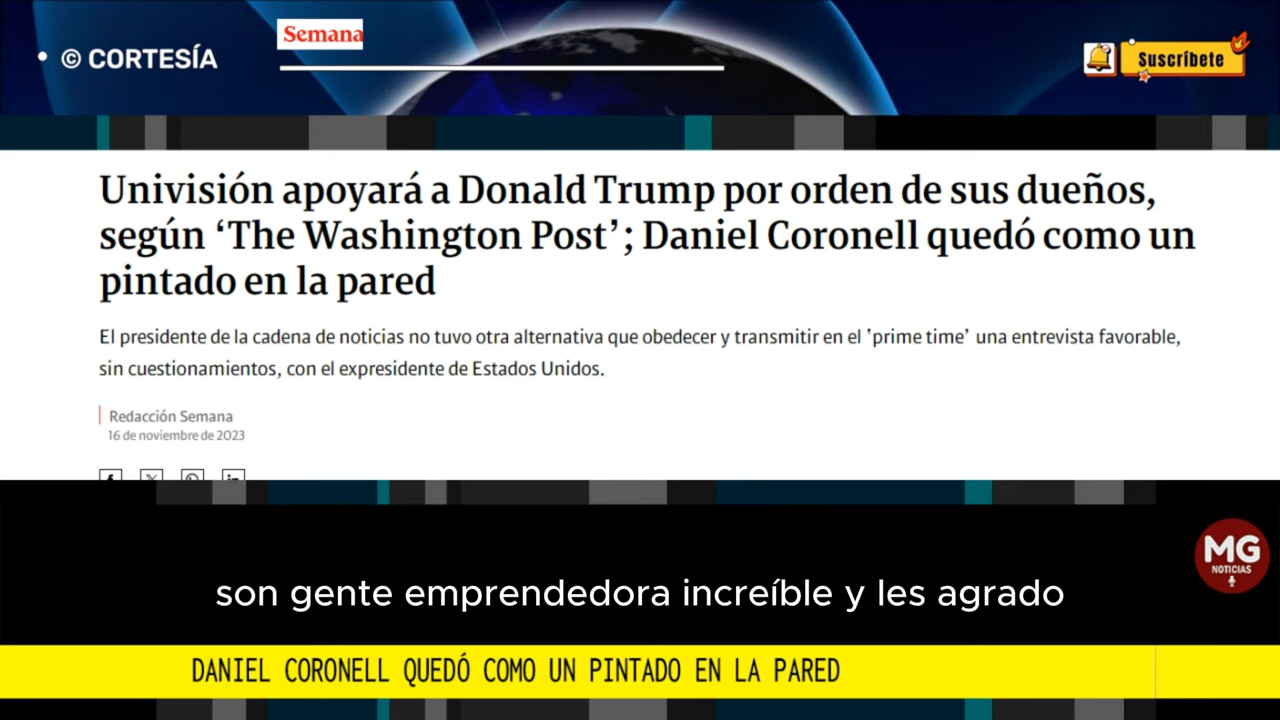 • © CORTESÍA
Semana
Suscríbete
Univisión apoyará a Donald Trump por orden de sus dueños,
según ‘The Washington Post’; Daniel Coronell quedó como un
pintado en la pared
El presidente de la cadena de noticias no tuvo otra alternativa que obedecer y transmitir en el ‘prime time’ una entrevista favorable,
sin cuestionamientos, con el expresidente de Estados Unidos.
Redacción Semana
16 de noviembre de 2023
MG
NOTICIAS
son gente emprendedora increíble y les agrado
DANIEL CORONELL QUEDÓ COMO UN PINTADO EN LA PARED